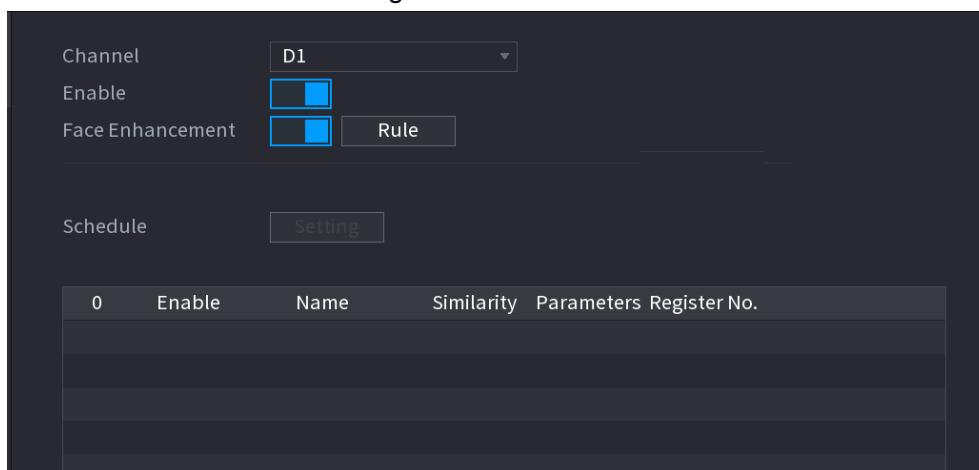 Channel D1
Enable
Face Enhancement Rule
Schedule Setting
0 Enable Name Similarity Parameters Register No.